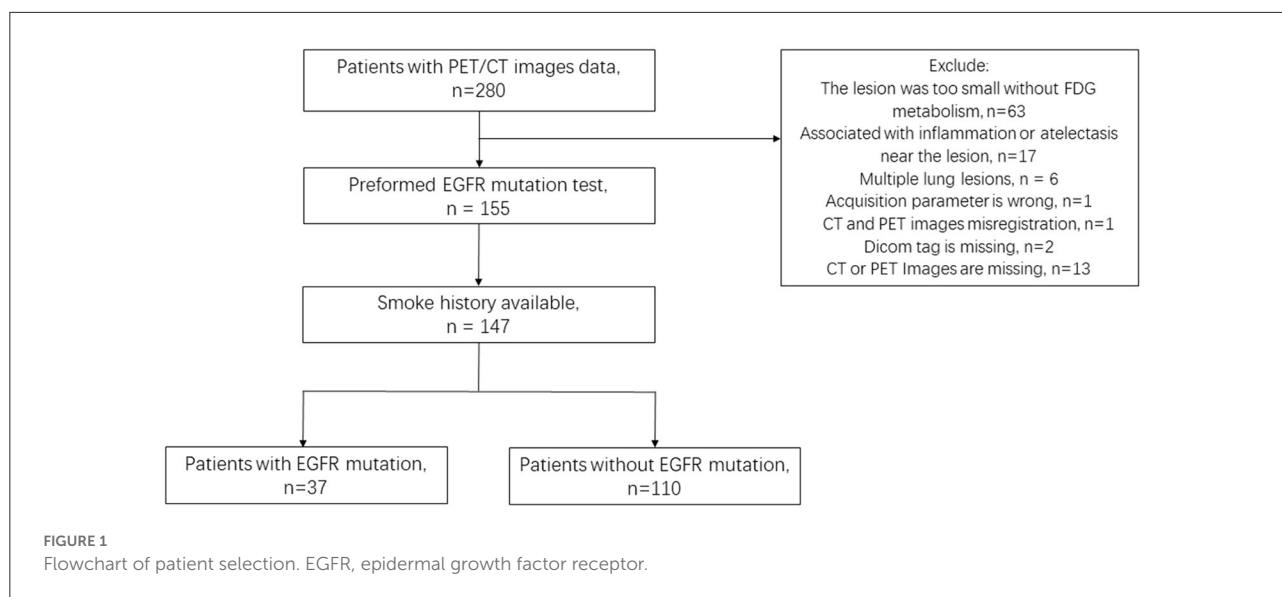 Patients with PET/CT images data,
n=280
Exclude:
The lesion was too small without FDG
metabolism, n=63
Associated with inflammation or atelectasis
near the lesion, n=17
Multiple lung lesions, n = 6
Acquisition parameter is wrong, n=1
CT and PET images misregistration, n=1
Dicom tag is missing, n=2
CT or PET Images are missing, n=13
Preformed EGFR mutation test,
n = 155
Smoke history available,
n = 147
Patients with EGFR mutation,
n=37
Patients without EGFR mutation,
n=110
FIGURE 1
Flowchart of patient selection. EGFR, epidermal growth factor receptor.